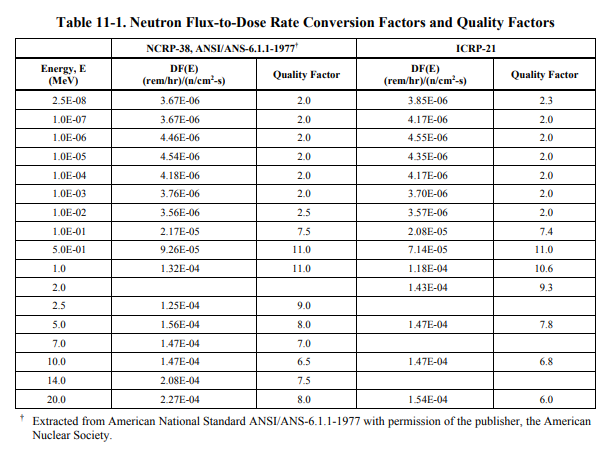 Table 11-1. Neutron Flux-to-Dose Rate Conversion Factors and Quality Factors
NCRP-38, ANSI/ANS-6.1.1-1977† ICRP-21
Energy, E (MeV) DF(E) (rem/hr)/(n/cm²-s) Quality Factor DF(E) (rem/hr)/(n/cm²-s) Quality Factor
2.5E-08 3.67E-06 2.0 3.85E-06 2.3
1.0E-07 3.67E-06 2.0 4.17E-06 2.0
1.0E-06 4.46E-06 2.0 4.55E-06 2.0
1.0E-05 4.54E-06 2.0 4.35E-06 2.0
1.0E-04 4.18E-06 2.0 4.17E-06 2.0
1.0E-03 3.76E-06 2.0 3.70E-06 2.0
1.0E-02 3.56E-06 2.5 3.57E-06 2.0
1.0E-01 2.17E-05 7.5 2.08E-05 7.4
5.0E-01 9.26E-05 11.0 7.14E-05 11.0
1.0 1.32E-04 11.0 1.18E-04 10.6
2.0 1.43E-04 9.3
2.5 1.25E-04 9.0
5.0 1.56E-04 8.0 1.47E-04 7.8
7.0 1.47E-04 7.0
10.0 1.47E-04 6.5 1.47E-04 6.8
14.0 2.08E-04 7.5
20.0 2.27E-04 8.0 1.54E-04 6.0
† Extracted from American National Standard ANSI/ANS-6.1.1-1977 with permission of the publisher, the American
Nuclear Society.